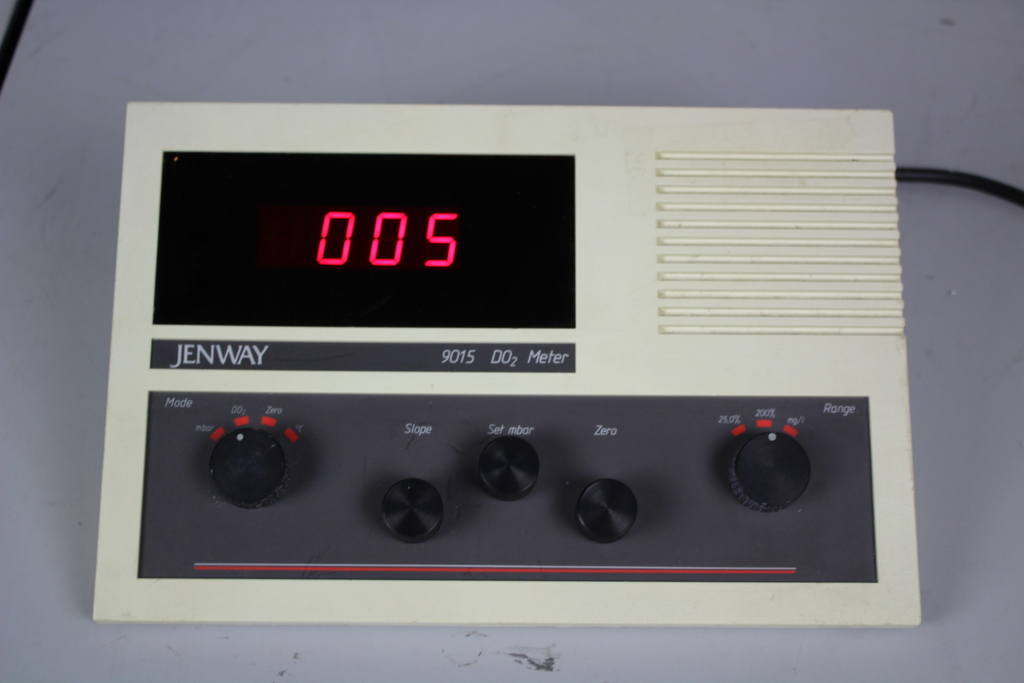 005
JENWAY 9015 DO₂ Meter
Mode Range
mbar DO₂ Zero °C
25.0% 200% mg/l
Slope Set mbar Zero